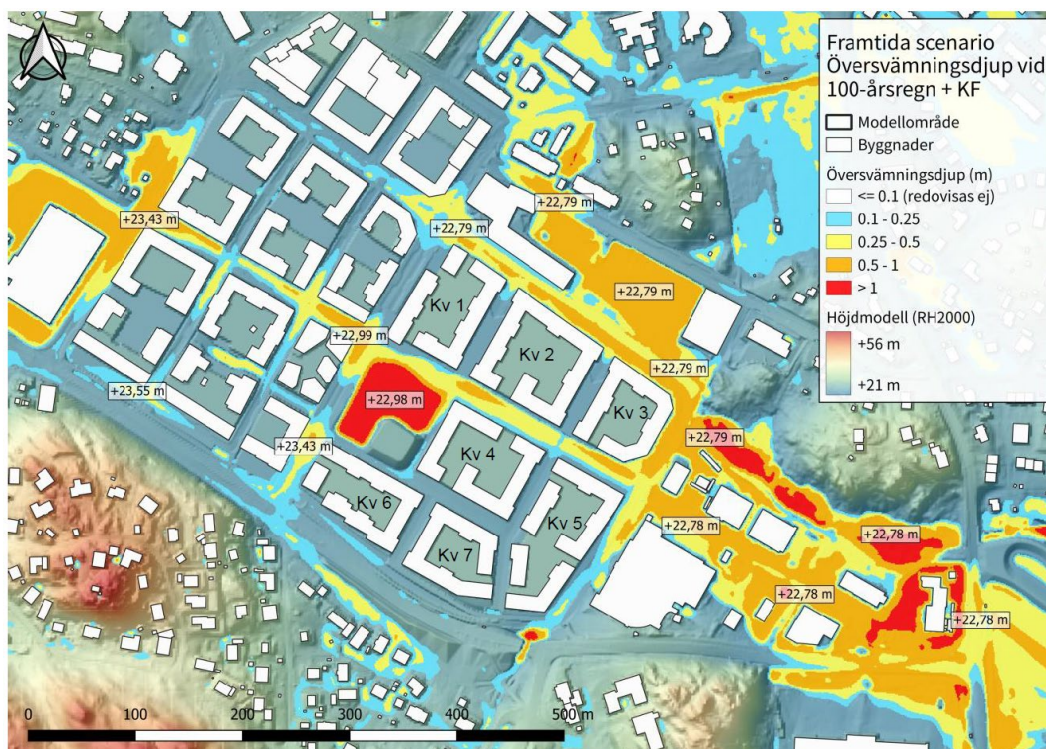 Framtida scenario
Översvämningsdjup vid
100-årsregn + KF
Modellområde
Byggnader
Översvämningsdjup (m)
<= 0.1 (redovisas ej)
0.1 - 0.25
0.25 - 0.5
0.5 - 1
> 1
Höjdmodell (RH2000)
+56 m
+21 m
+22,79 m
+23,43 m
+22,79 m
+22,79 m
Kv 1
+22,99 m
Kv 2
+22,79 m
+23,55 m
+22,98 m
Kv 3
+22,79 m
+23,43 m
Kv 4
Kv 6
Kv 5
+22,78 m
+22,78 m
Kv 7
+22,78 m
+22,78 m
0
100
200
300
400
500 m